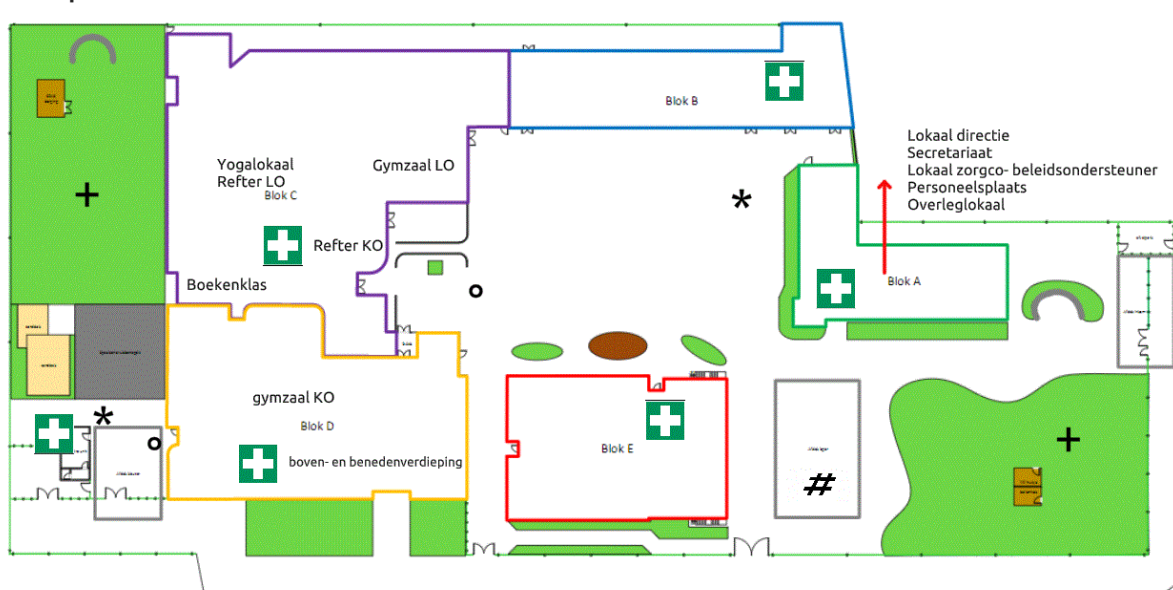 Blok B
Lokaal directie
Secretariaat
Lokaal zorgco- beleidsondersteuner
Personeelsplaats
Overleglokaal
Yogalokaal
Refter LO
Blok C
Gymzaal LO
*
+
Refter KO
Boekenklas
Blok A
gymzaal KO
Blok D
boven- en benedenverdieping
Blok E
*
+
#